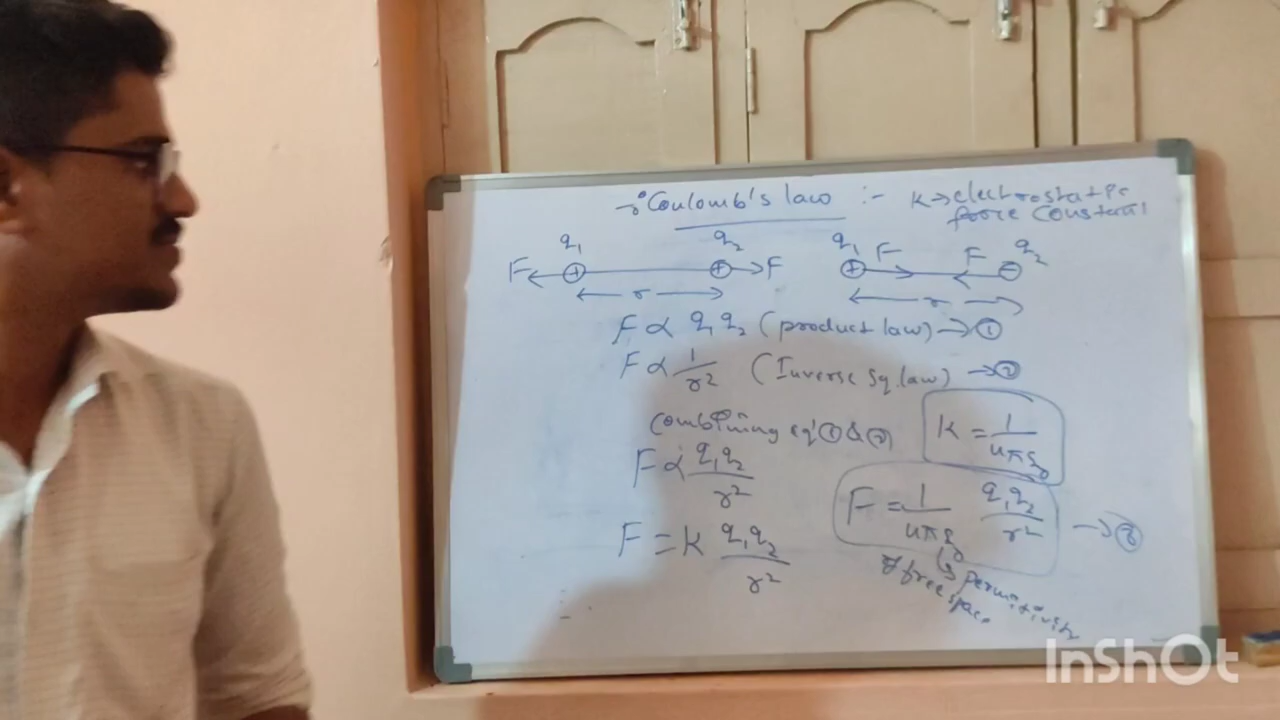 Coulomb's law :- K→electrostatic
force constant
q₁ q₂ q₁ F F q₂
F ⊕ ⊕ F ⊕ ⊖
r r
F ∝ q₁ q₂ (product law) → ①
F ∝ 1/r² (Inverse sq. law) → ②
Combining eqⁿ ① & ②
K = 1/4πε₀
F ∝ q₁q₂/r²
F = 1/4πε₀ q₁q₂/r² → ③
F = K q₁q₂/r²
↳ permittivity
of free space
InShOt